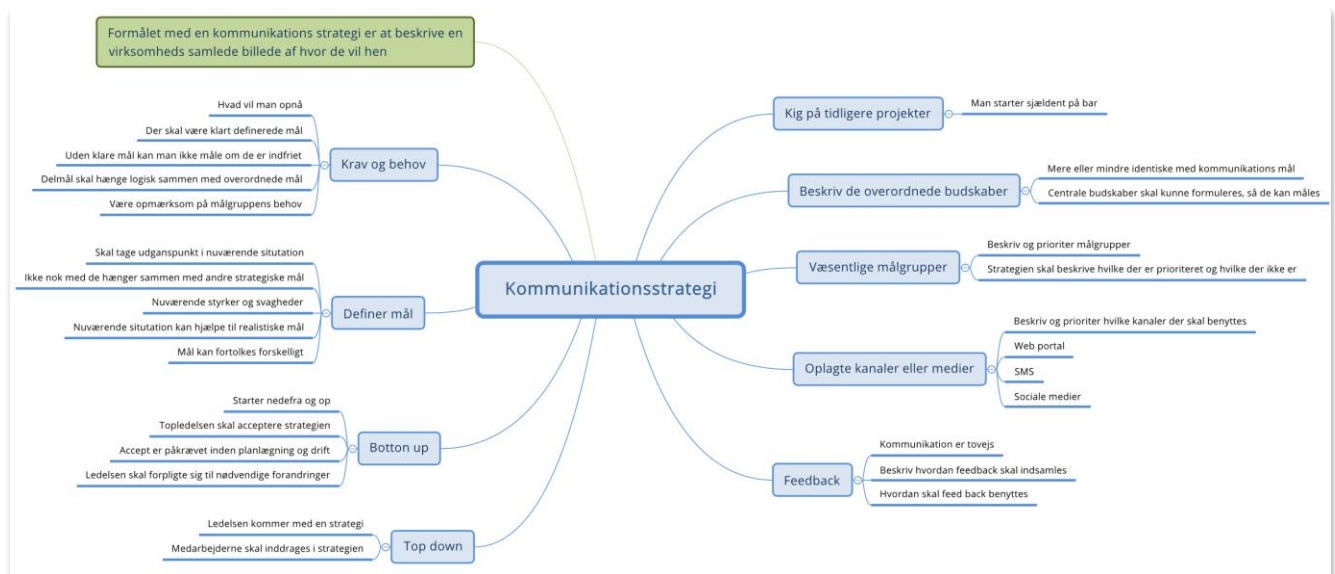 Formålet med en kommunikations strategi er at beskrive en
virksomheds samlede billede af hvor de vil hen
Hvad vil man opnå
Der skal være klart definerede mål
Uden klare mål kan man ikke måle om de er indfriet
Delmål skal hænge logisk sammen med overordnede mål
Være opmærksom på målgruppens behov
Krav og behov
Skal tage udganspunkt i nuværende situtation
Ikke nok med de hænger sammen med andre strategiske mål
Nuværende styrker og svagheder
Nuværende situtation kan hjælpe til realistiske mål
Mål kan fortolkes forskelligt
Definer mål
Starter nedefra og op
Topledelsen skal acceptere strategien
Accept er påkrævet inden planlægning og drift
Ledelsen skal forpligte sig til nødvendige forandringer
Botton up
Ledelsen kommer med en strategi
Medarbejderne skal inddrages i strategien
Top down
Kommunikationsstrategi
Kig på tidligere projekter
Man starter sjældent på bar
Beskriv de overordnede budskaber
Mere eller mindre identiske med kommunikations mål
Centrale budskaber skal kunne formuleres, så de kan måles
Væsentlige målgrupper
Beskriv og prioriter målgrupper
Strategien skal beskrive hvilke der er prioriteret og hvilke der ikke er
Oplagte kanaler eller medier
Beskriv og prioriter hvilke kanaler der skal benyttes
Web portal
SMS
Sociale medier
Feedback
Kommunikation er tovejs
Beskriv hvordan feedback skal indsamles
Hvordan skal feed back benyttes